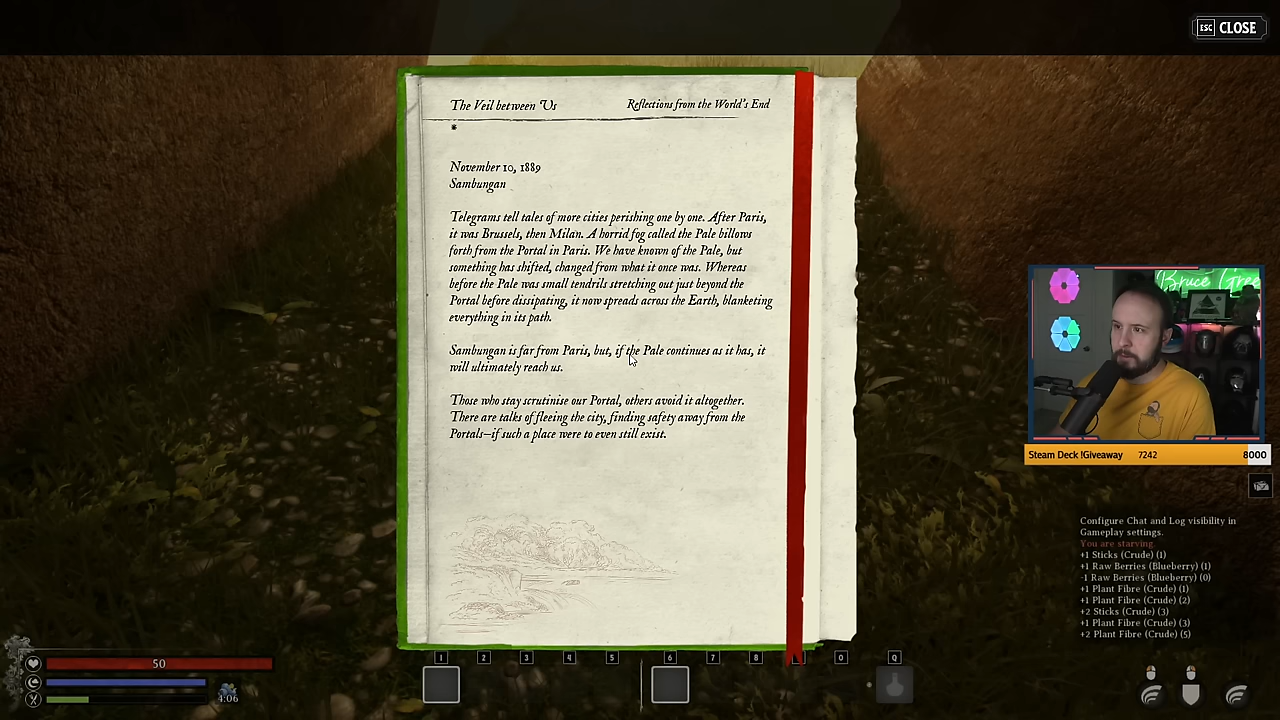 ESC CLOSE
The Veil between Us
Reflections from the World's End
November 10, 1889
Sambungan
Telegrams tell tales of more cities perishing one by one. After Paris,
it was Brussels, then Milan. A horrid fog called the Pale billows
forth from the Portal in Paris. We have known of the Pale, but
something has shifted, changed from what it once was. Whereas
before the Pale was small tendrils stretching out just beyond the
Portal before dissipating, it now spreads across the Earth, blanketing
everything in its path.
Sambungan is far from Paris, but, if the Pale continues as it has, it
will ultimately reach us.
Those who stay scrutinise our Portal, others avoid it altogether.
There are talks of fleeing the city, finding safety away from the
Portals—if such a place were to even still exist.
Bruce Gree
Steam Deck !Giveaway 7242 8000
Configure Chat and Log visibility in
Gameplay settings.
You are starving
+1 Sticks (Crude) (1)
+1 Raw Berries (Blueberry) (1)
-1 Raw Berries (Blueberry) (0)
+1 Plant Fibre (Crude) (1)
+1 Plant Fibre (Crude) (2)
+2 Sticks (Crude) (3)
+1 Plant Fibre (Crude) (3)
+2 Plant Fibre (Crude) (5)
50
4:06
1 2 3 4 5 6 7 8 0 Q